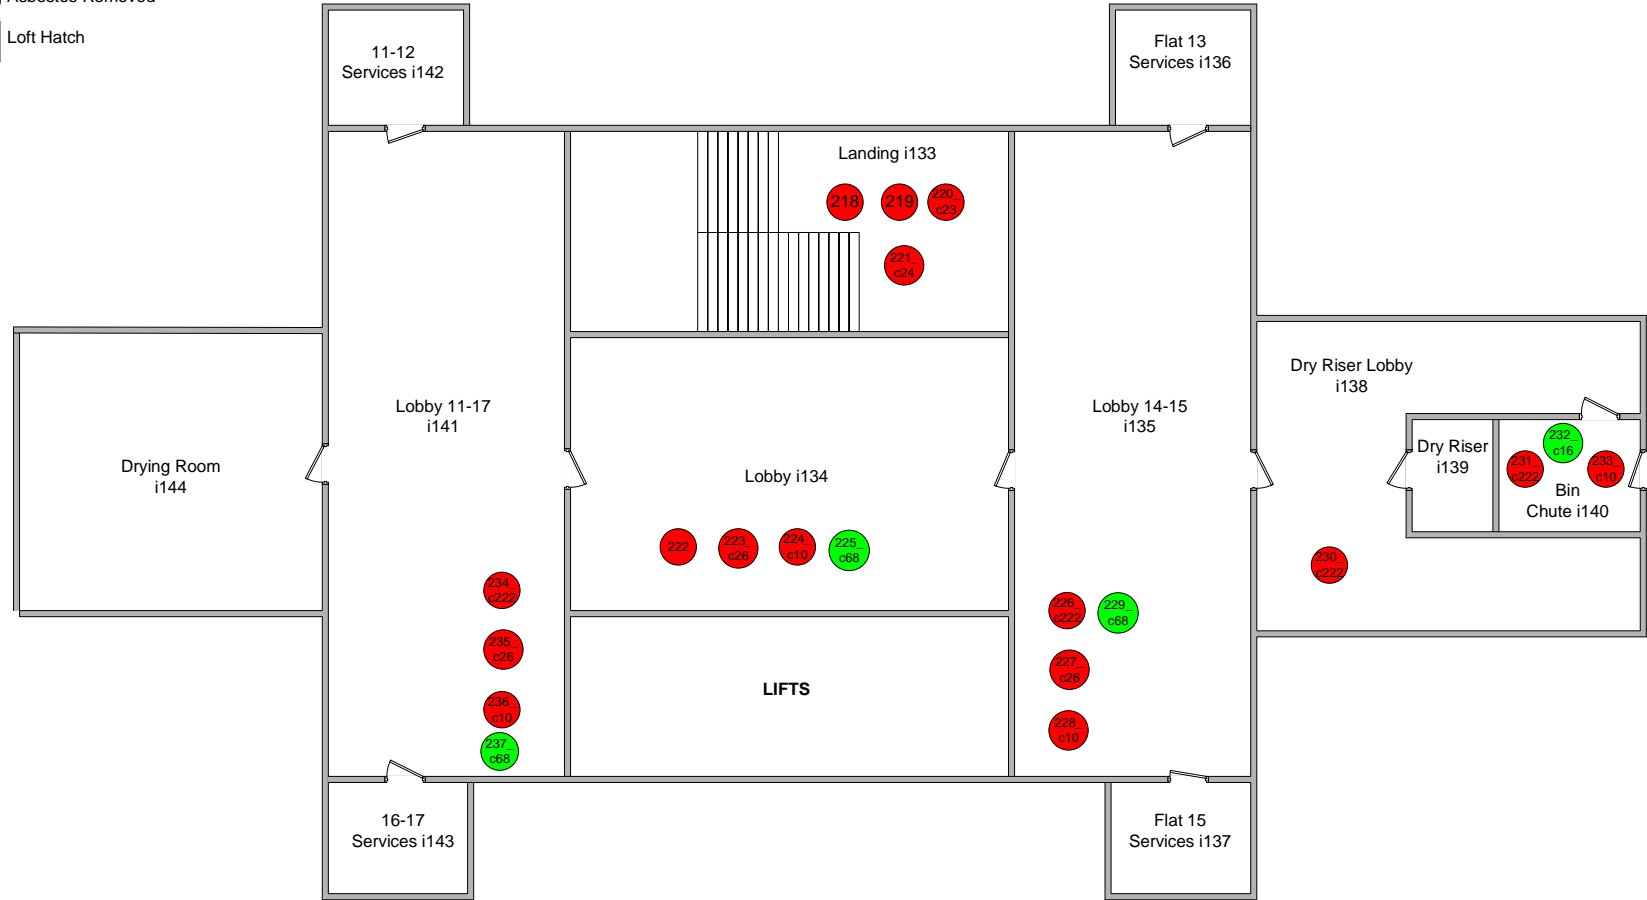 Asbestos Removed
Loft Hatch
11-12
Services i142
Flat 13
Services i136
Landing i133
218
219
220_
c23
221_
c24
Dry Riser Lobby
i138
Lobby 11-17
i141
Lobby 14-15
i135
Drying Room
i144
Lobby i134
Dry Riser
i139
232_
c16
231_
c222
233_
c10
Bin
Chute i140
222
223_
c26
224_
c10
225_
c68
230_
c222
234_
c222
235_
c26
236_
c10
237_
c68
226_
c222
229_
c68
227_
c26
228_
c10
LIFTS
16-17
Services i143
Flat 15
Services i137